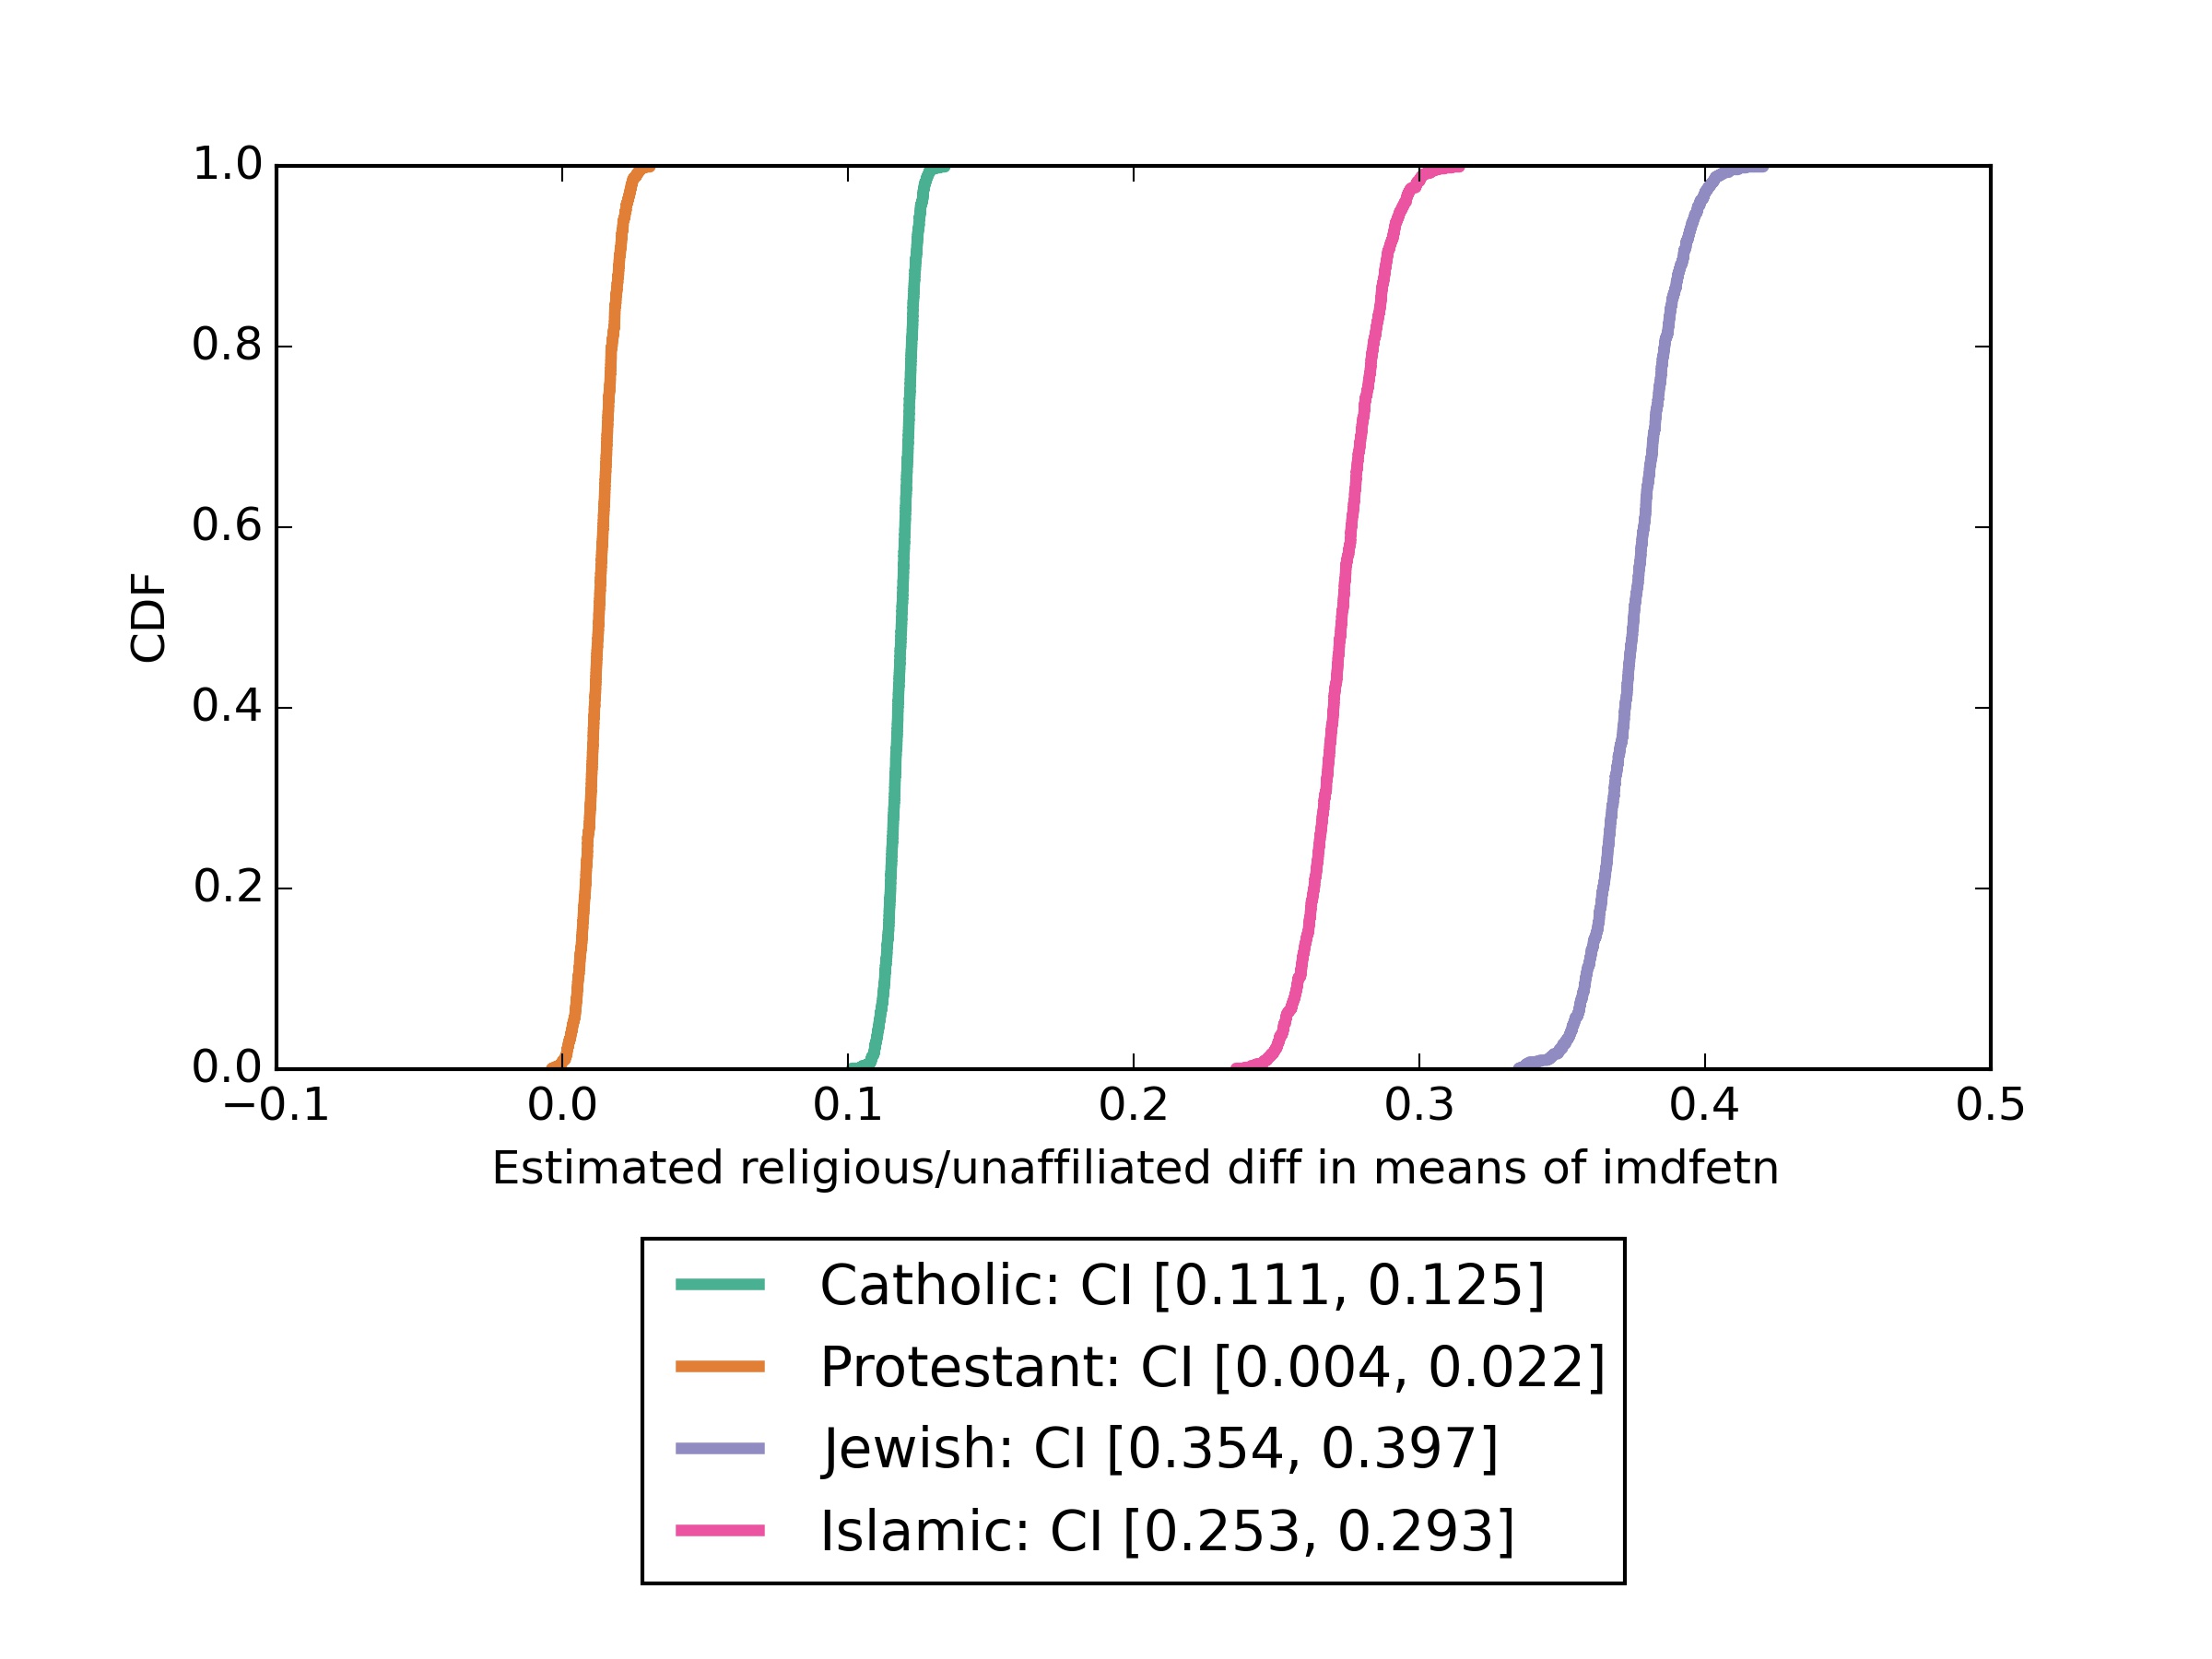 1.0
0.8
0.6
0.4
0.2
0.0
CDF
−0.1 0.0 0.1 0.2 0.3 0.4 0.5
Estimated religious/unaffiliated diff in means of imdfetn
Catholic: CI [0.111, 0.125]
Protestant: CI [0.004, 0.022]
Jewish: CI [0.354, 0.397]
Islamic: CI [0.253, 0.293]